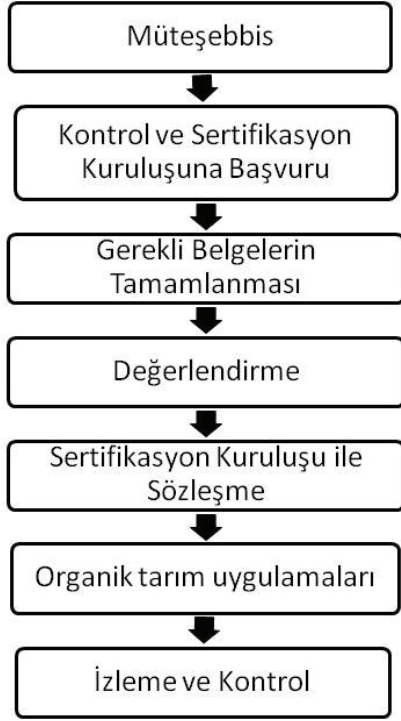 Müteşebbis
Kontrol ve Sertifikasyon
Kuruluşuna Başvuru
Gerekli Belgelerin
Tamamlanması
Değerlendirme
Sertifikasyon Kuruluşu ile
Sözleşme
Organik tarım uygulamaları
İzleme ve Kontrol